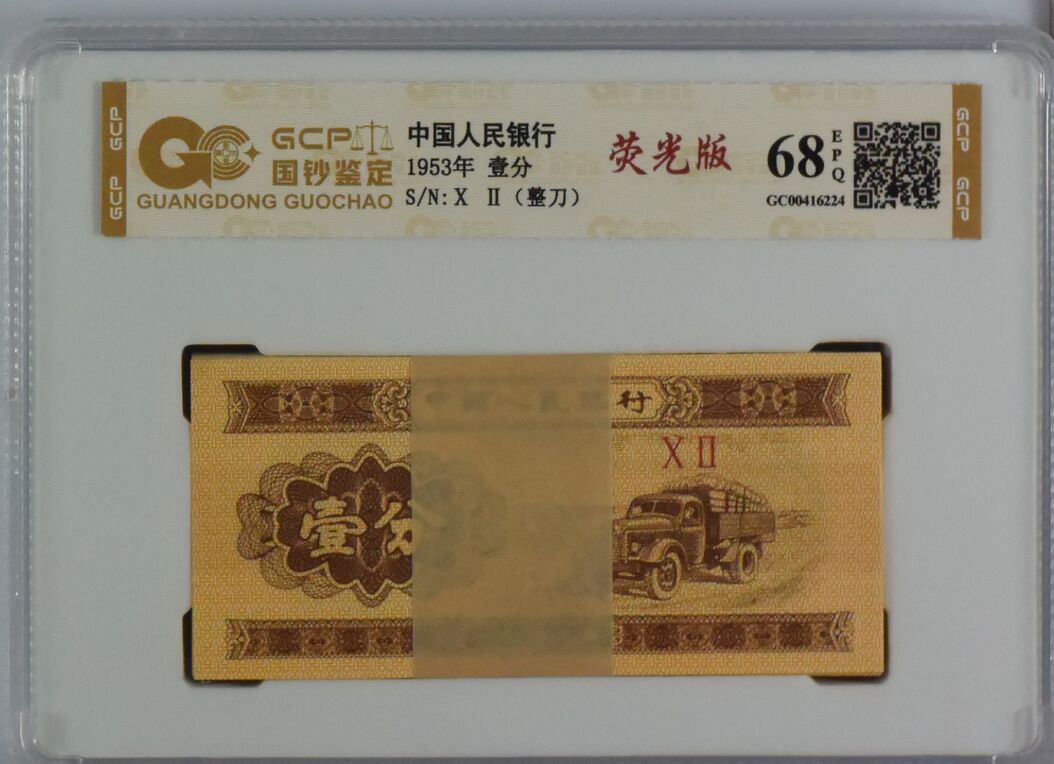 GCP
GCP
GCP
国钞鉴定
GUANGDONG GUOCHAO
中国人民银行
1953年 壹分
S/N: X Ⅱ (整刀)
荧光版
68
EPQ
GC00416224
GCP
GCP
行
XⅡ
壹分